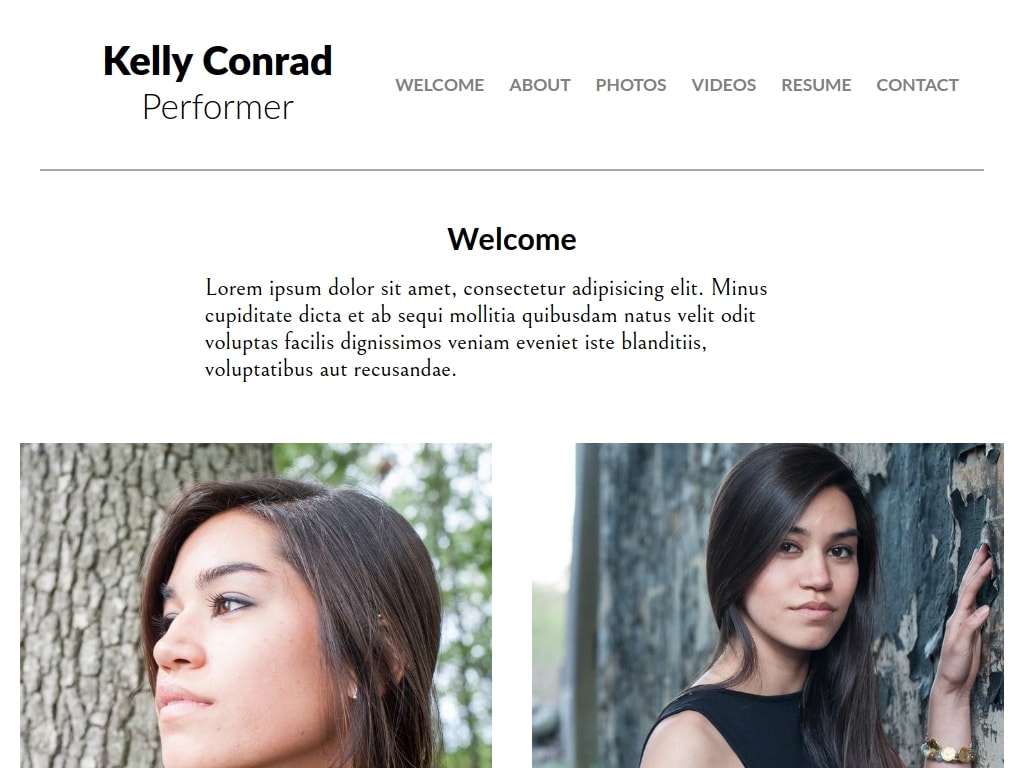 Kelly Conrad
Performer
WELCOME ABOUT PHOTOS VIDEOS RESUME CONTACT
Welcome
Lorem ipsum dolor sit amet, consectetur adipisicing elit. Minus
cupiditate dicta et ab sequi mollitia quibusdam natus velit odit
voluptas facilis dignissimos veniam eveniet iste blanditiis,
voluptatibus aut recusandae.